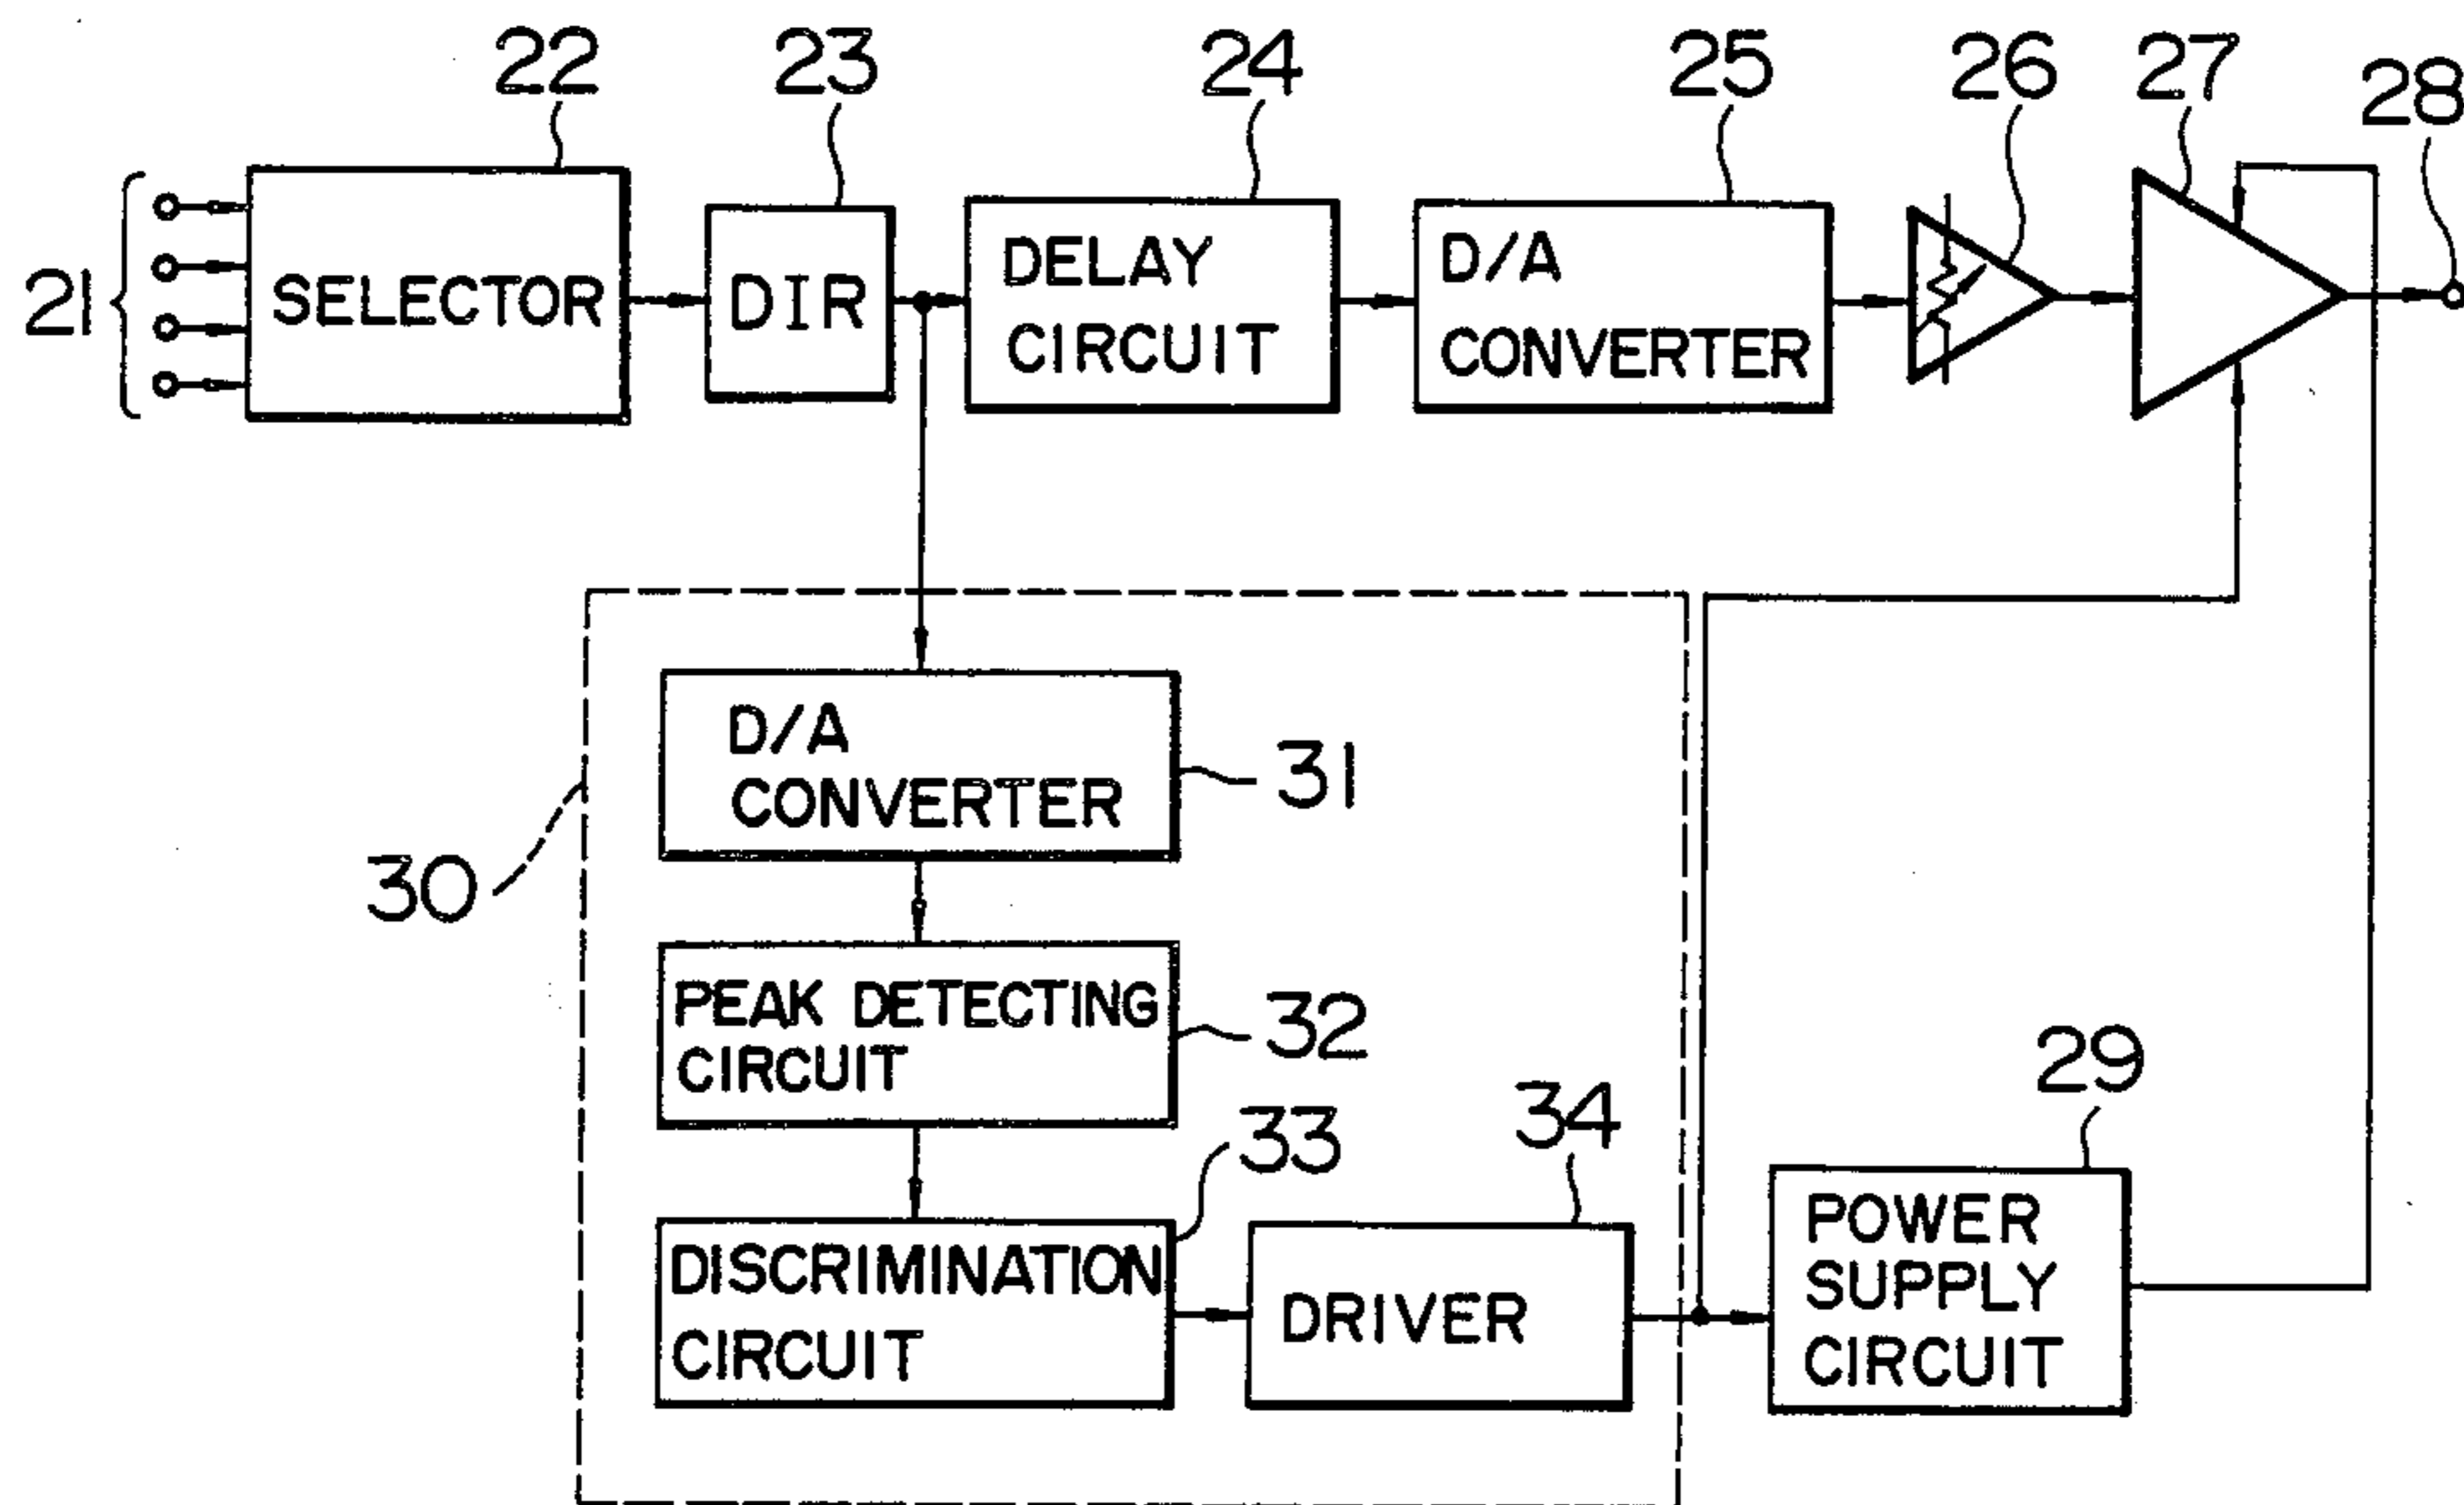 22
23
24
25
26
27
28
21
SELECTOR
DIR
DELAY
CIRCUIT
D/A
CONVERTER
30
D/A
CONVERTER
31
PEAK DETECTING
CIRCUIT
32
33
34
29
DISCRIMINATION
CIRCUIT
DRIVER
POWER
SUPPLY
CIRCUIT